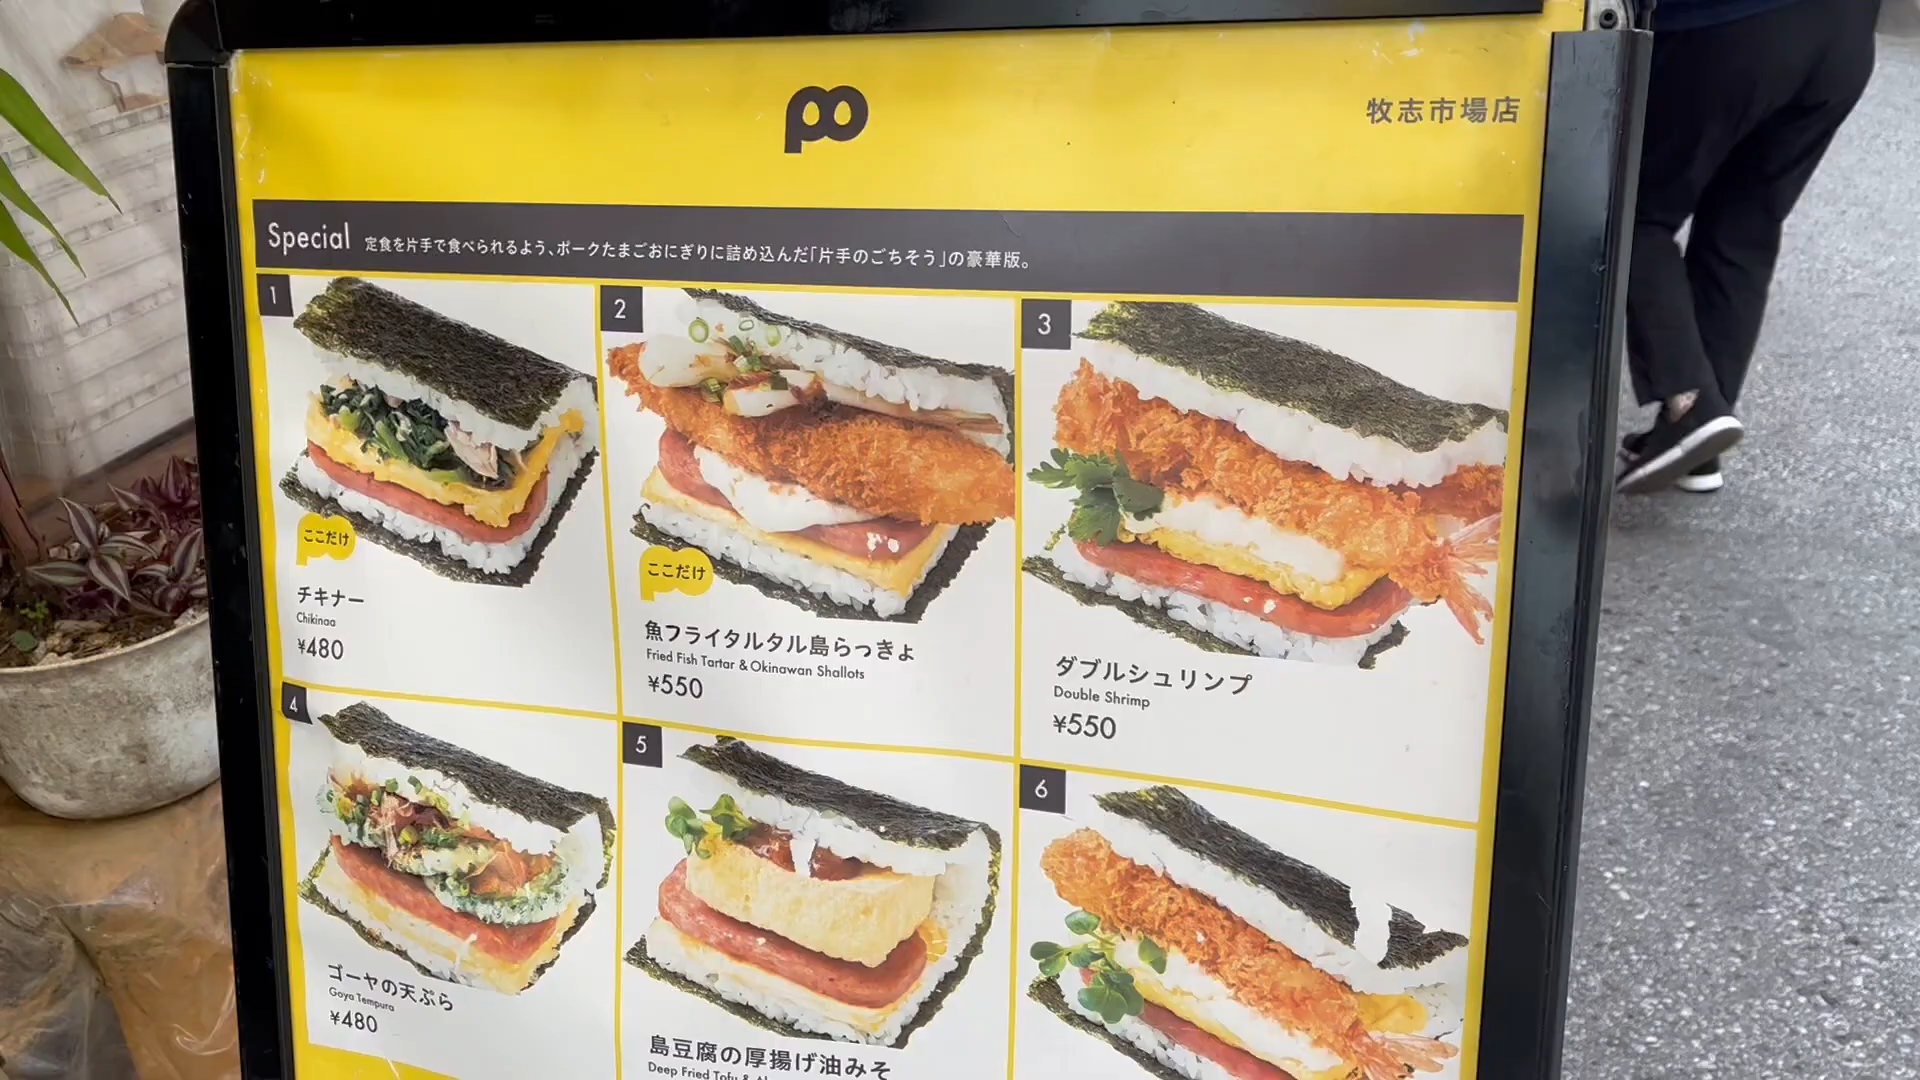 po
牧志市場店
Special 定食を片手で食べられるよう、ポークたまごおにぎりに詰め込んだ「片手のごちそう」の豪華版。
1
ここだけ
チキナー
Chikinaa
¥480
2
ここだけ
魚フライタルタル島らっきょ
Fried Fish Tartar & Okinawan Shallots
¥550
3
ダブルシュリンプ
Double Shrimp
¥550
4
ゴーヤの天ぷら
Goya Tempura
¥480
5
島豆腐の厚揚げ油みそ
Deep Fried Tofu &
6